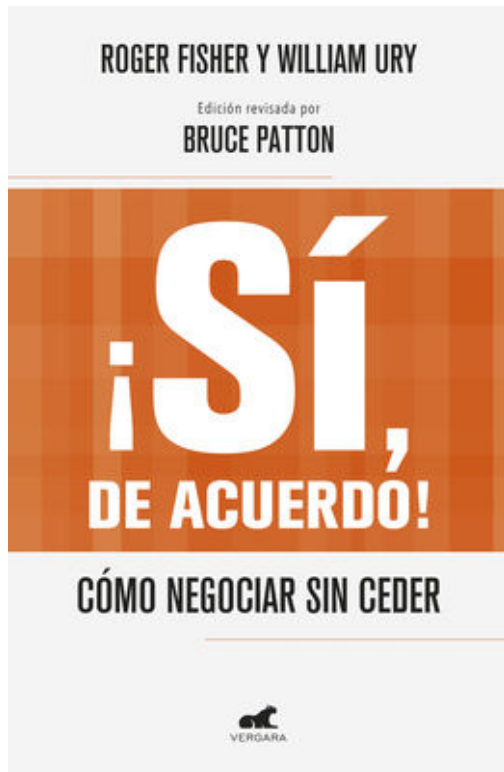 ROGER FISHER Y WILLIAM URY
Edición revisada por
BRUCE PATTON
¡Sí,
DE ACUERDO!
CÓMO NEGOCIAR SIN CEDER
VERGARA